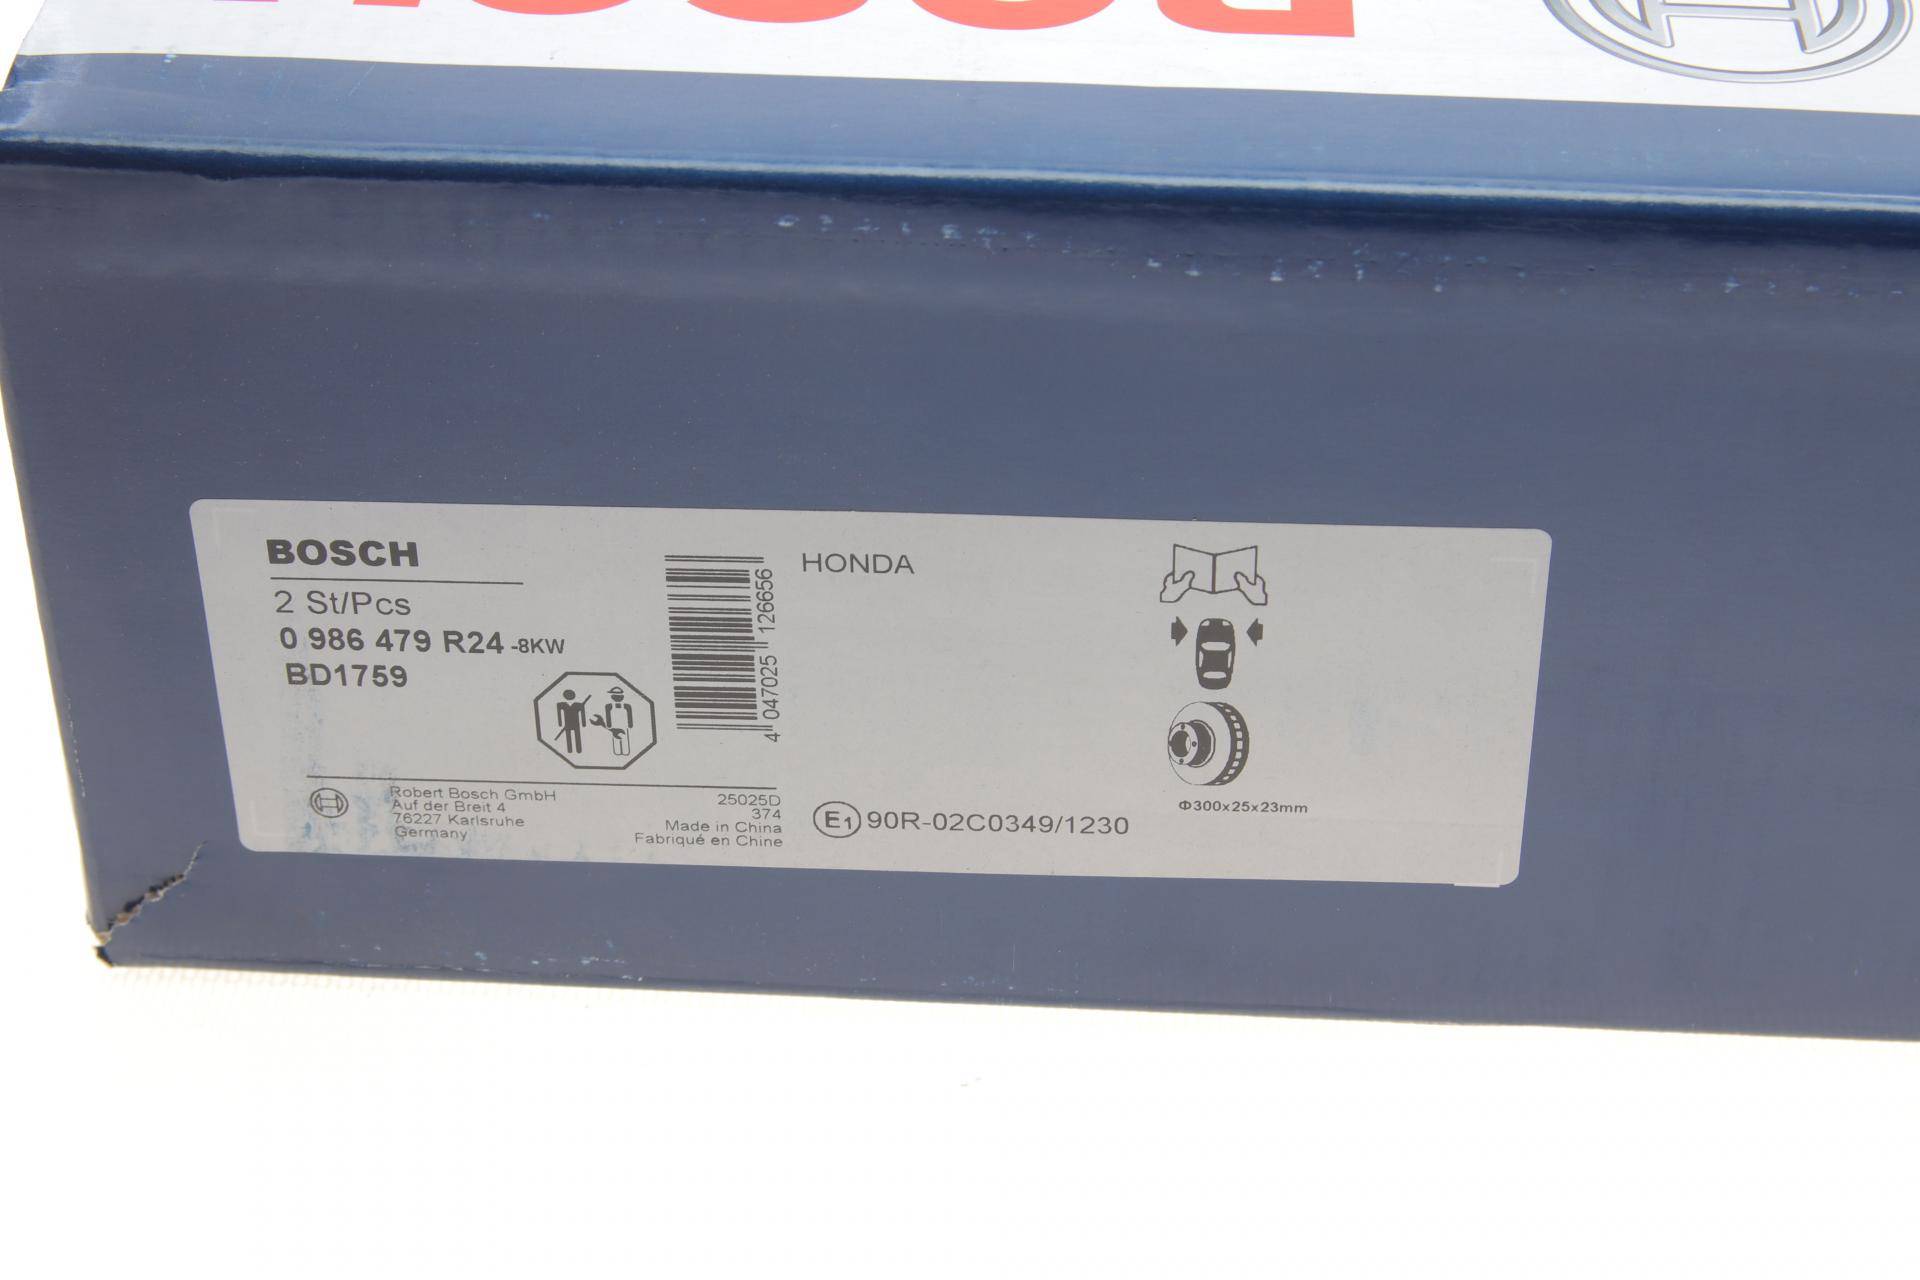 BOSCH
BOSCH
2 St/Pcs
0 986 479 R24 -8KW
BD1759
4 047025 126656
HONDA
Robert Bosch GmbH
Auf der Breit 4
76227 Karlsruhe
Germany
25025D
374
Made in China
Fabriqué en Chine
E1 90R-02C0349/1230
Φ300x25x23mm